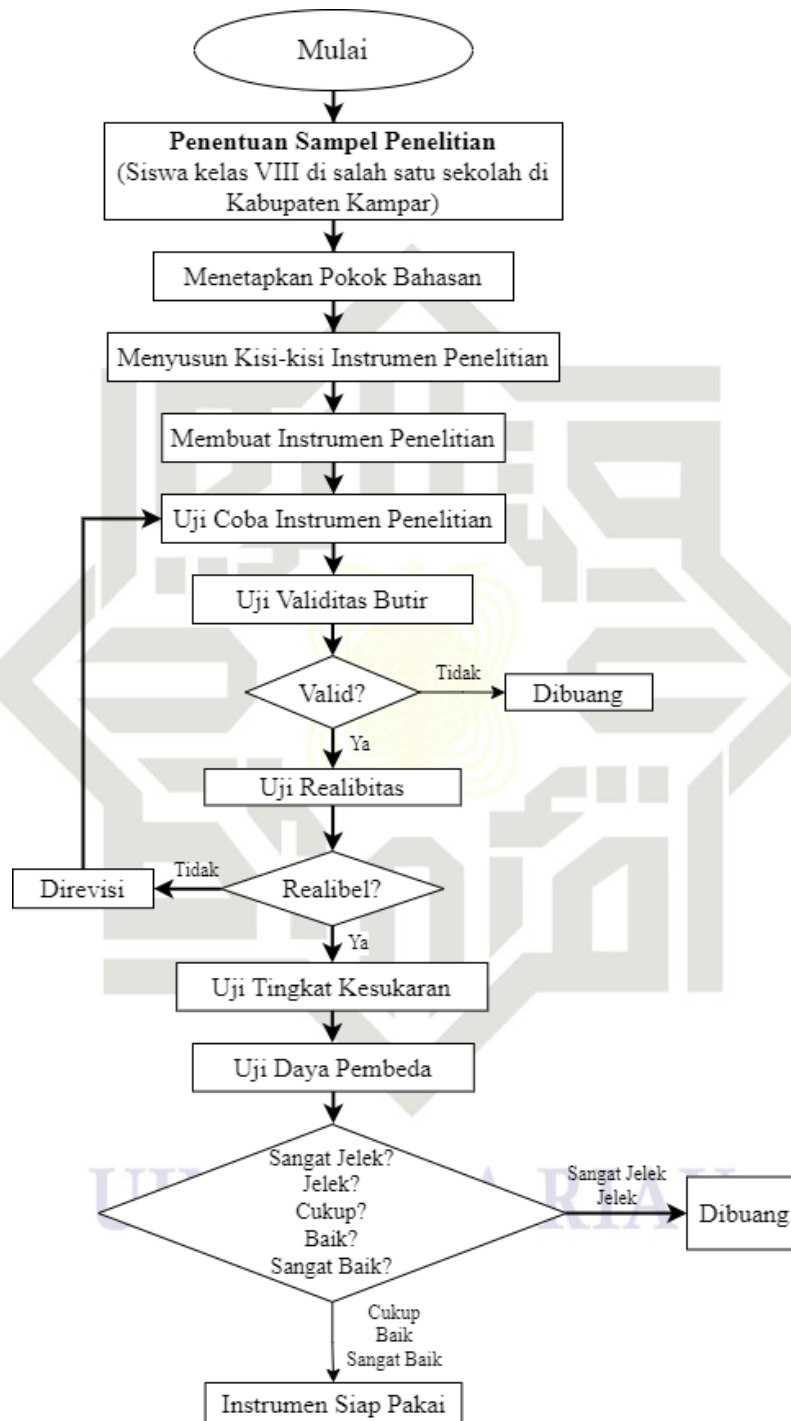 Mulai
Penentuan Sampel Penelitian
(Siswa kelas VIII di salah satu sekolah di
Kabupaten Kampar)
Menetapkan Pokok Bahasan
Menyusun Kisi-kisi Instrumen Penelitian
Membuat Instrumen Penelitian
Uji Coba Instrumen Penelitian
Uji Validitas Butir
Valid?
Tidak
Dibuang
Ya
Uji Realibitas
Realibel?
Tidak
Direvisi
Ya
Uji Tingkat Kesukaran
Uji Daya Pembeda
Sangat Jelek?
Jelek?
Cukup?
Baik?
Sangat Baik?
Sangat Jelek
Jelek
Dibuang
Cukup
Baik
Sangat Baik
Instrumen Siap Pakai